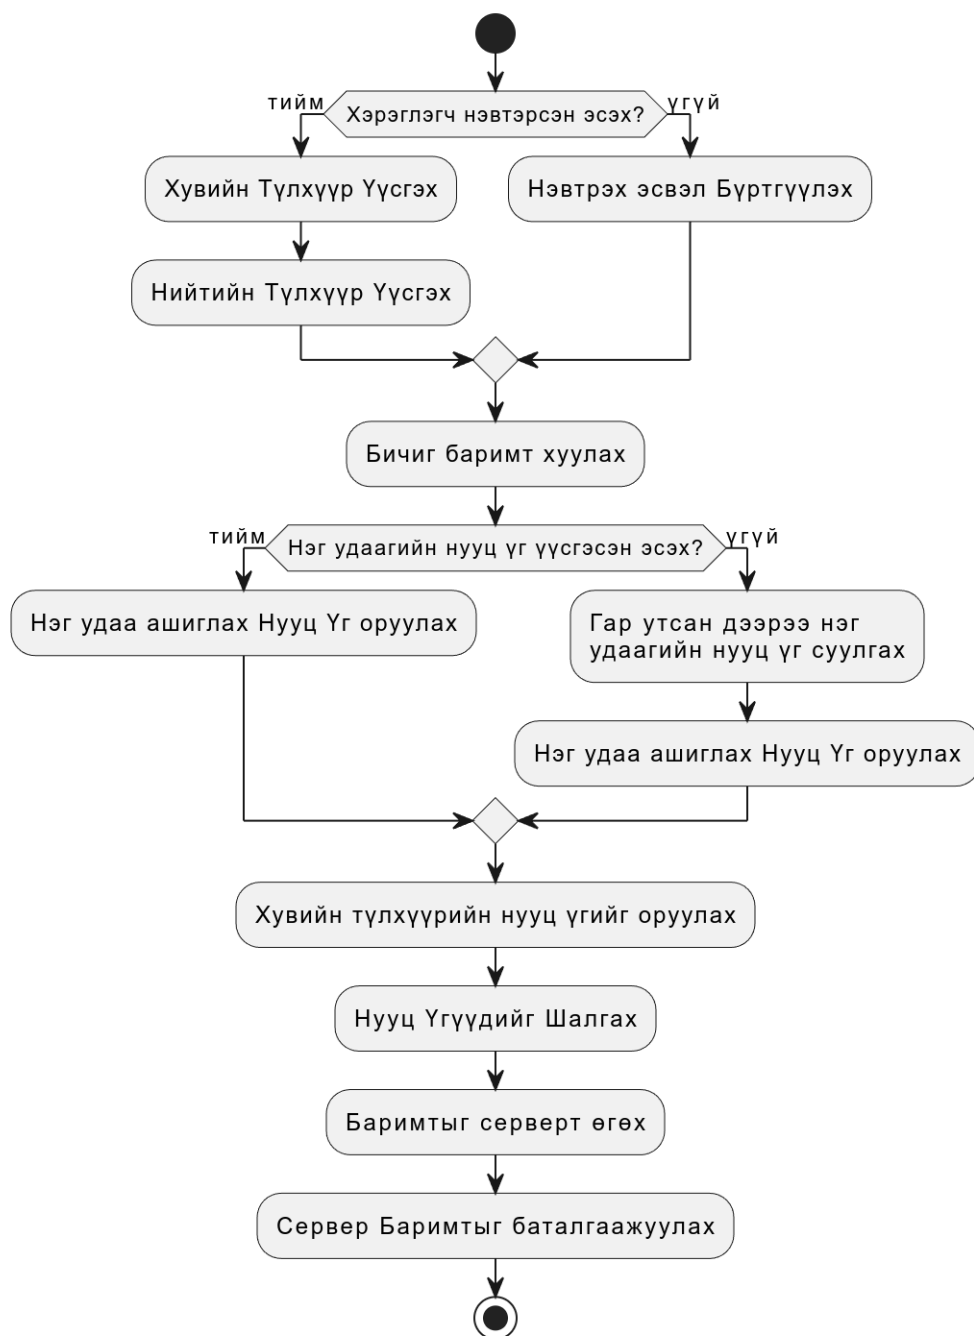 тийм
Хэрэглэгч нэвтэрсэн эсэх?
үгүй
Хувийн Түлхүүр Үүсгэх
Нэвтрэх эсвэл Бүртгүүлэх
Нийтийн Түлхүүр Үүсгэх
Бичиг баримт хуулах
тийм
Нэг удаагийн нууц үг үүсгэсэн эсэх?
үгүй
Нэг удаа ашиглах Нууц Үг оруулах
Гар утсан дээрээ нэг
удаагийн нууц үг суулгах
Нэг удаа ашиглах Нууц Үг оруулах
Хувийн түлхүүрийн нууц үгийг оруулах
Нууц Үгүүдийг Шалгах
Баримтыг серверт өгөх
Сервер Баримтыг баталгаажуулах